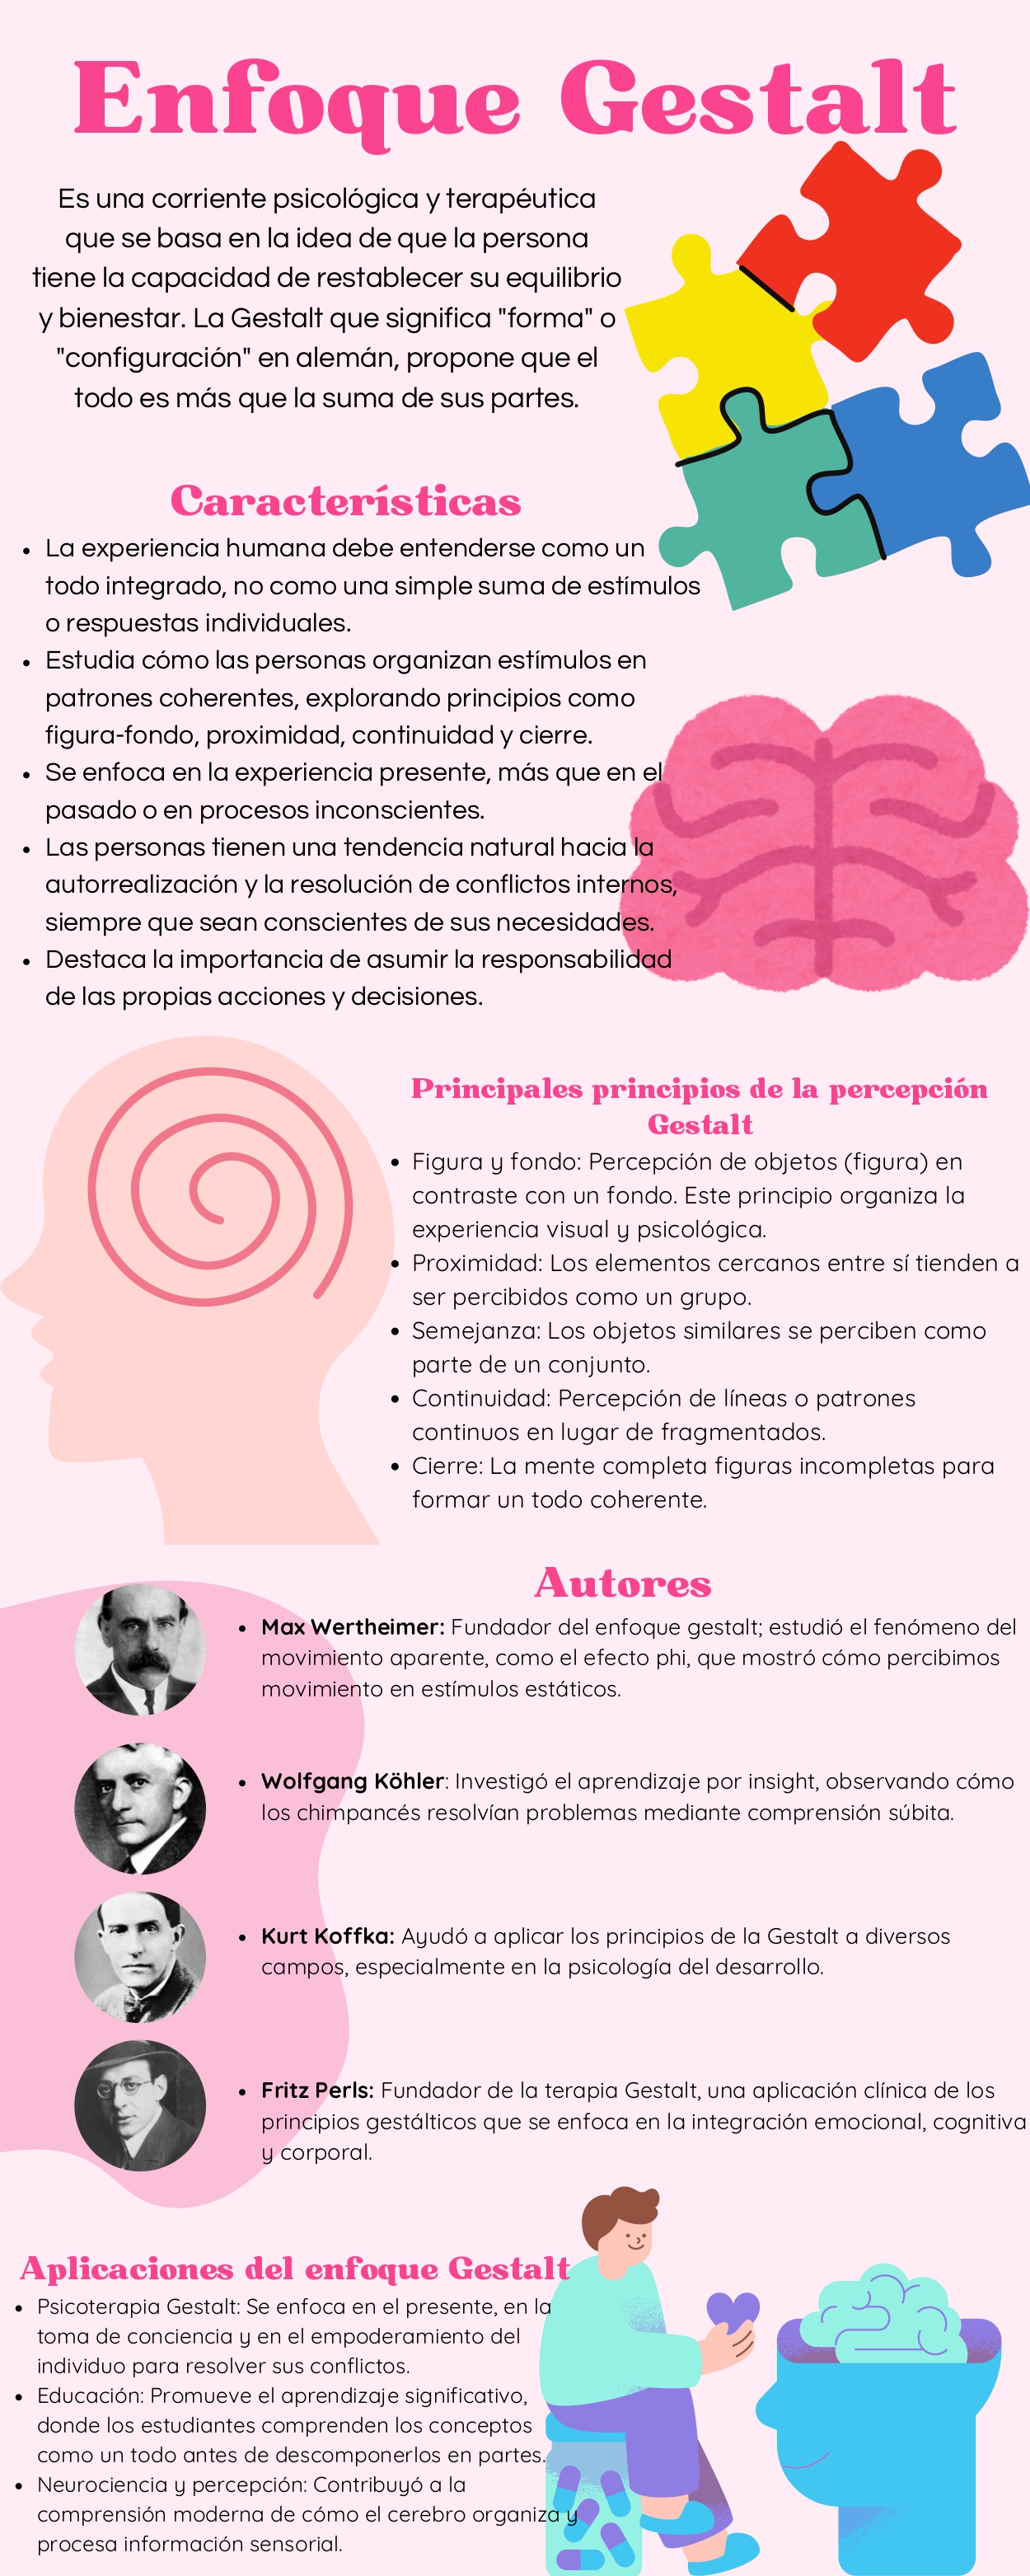 Enfoque Gestalt
Es una corriente psicológica y terapéutica
que se basa en la idea de que la persona
tiene la capacidad de restablecer su equilibrio
y bienestar. La Gestalt que significa "forma" o
"configuración" en alemán, propone que el
todo es más que la suma de sus partes.
Características
• La experiencia humana debe entenderse como un
todo integrado, no como una simple suma de estímulos
o respuestas individuales.
• Estudia cómo las personas organizan estímulos en
patrones coherentes, explorando principios como
figura-fondo, proximidad, continuidad y cierre.
• Se enfoca en la experiencia presente, más que en el
pasado o en procesos inconscientes.
• Las personas tienen una tendencia natural hacia la
autorrealización y la resolución de conflictos internos,
siempre que sean conscientes de sus necesidades.
• Destaca la importancia de asumir la responsabilidad
de las propias acciones y decisiones.
Principales principios de la percepción
Gestalt
• Figura y fondo: Percepción de objetos (figura) en
contraste con un fondo. Este principio organiza la
experiencia visual y psicológica.
• Proximidad: Los elementos cercanos entre sí tienden a
ser percibidos como un grupo.
• Semejanza: Los objetos similares se perciben como
parte de un conjunto.
• Continuidad: Percepción de líneas o patrones
continuos en lugar de fragmentados.
• Cierre: La mente completa figuras incompletas para
formar un todo coherente.
Autores
• Max Wertheimer: Fundador del enfoque gestalt; estudió el fenómeno del
movimiento aparente, como el efecto phi, que mostró cómo percibimos
movimiento en estímulos estáticos.
• Wolfgang Köhler: Investigó el aprendizaje por insight, observando cómo
los chimpancés resolvían problemas mediante comprensión súbita.
• Kurt Koffka: Ayudó a aplicar los principios de la Gestalt a diversos
campos, especialmente en la psicología del desarrollo.
• Fritz Perls: Fundador de la terapia Gestalt, una aplicación clínica de los
principios gestálticos que se enfoca en la integración emocional, cognitiva
y corporal.
Aplicaciones del enfoque Gestalt
• Psicoterapia Gestalt: Se enfoca en el presente, en la
toma de conciencia y en el empoderamiento del
individuo para resolver sus conflictos.
• Educación: Promueve el aprendizaje significativo,
donde los estudiantes comprenden los conceptos
como un todo antes de descomponerlos en partes.
• Neurociencia y percepción: Contribuyó a la
comprensión moderna de cómo el cerebro organiza y
procesa información sensorial.